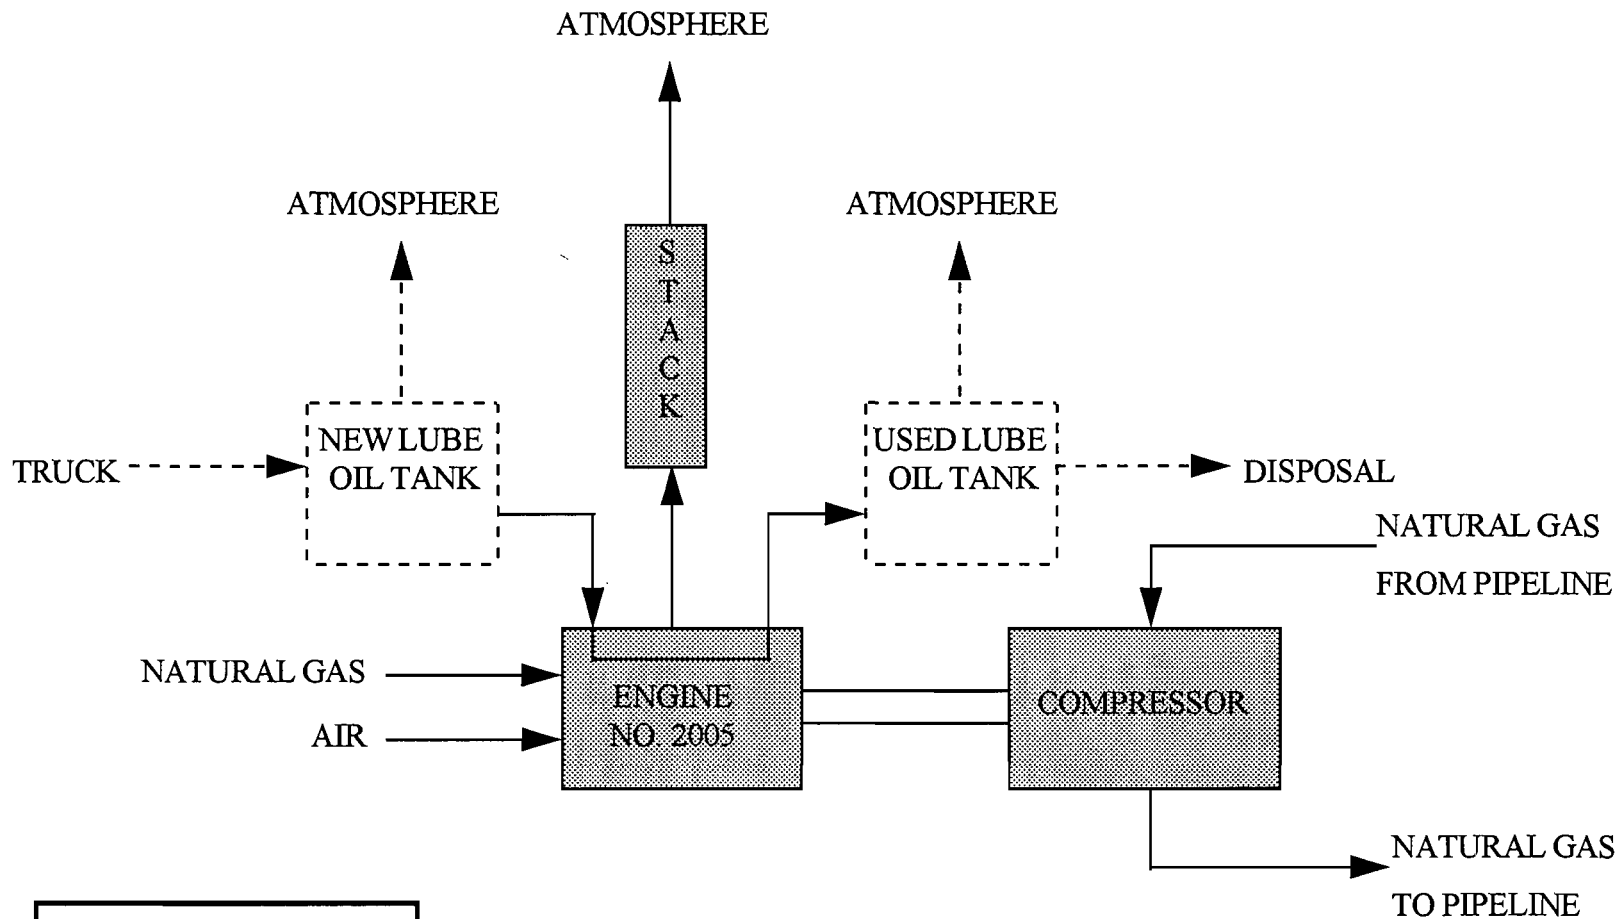 ATMOSPHERE
ATMOSPHERE
ATMOSPHERE
STACK
NEW LUBE
OIL TANK
USED LUBE
OIL TANK
TRUCK
DISPOSAL
NATURAL GAS
FROM PIPELINE
NATURAL GAS
AIR
ENGINE
NO. 2005
COMPRESSOR
NATURAL GAS
TO PIPELINE